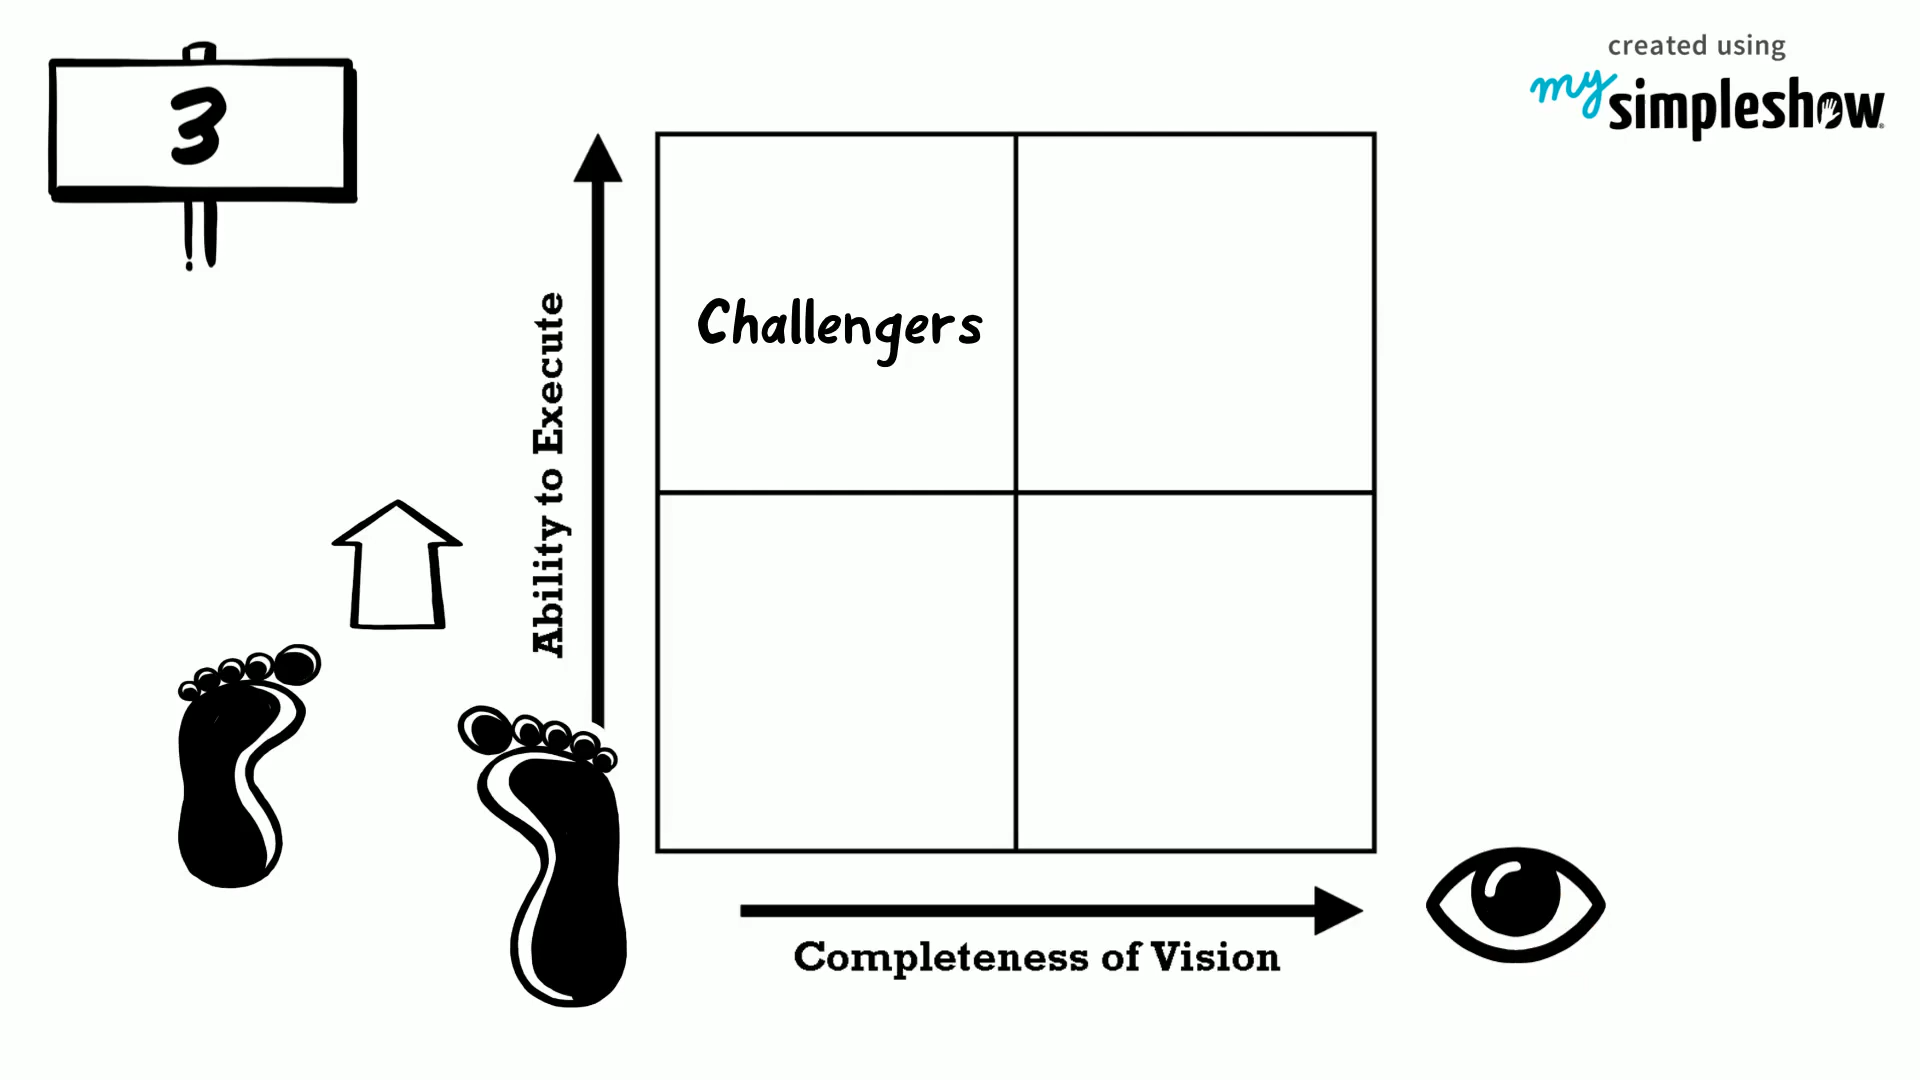 created using
my simpleshow
3
Challengers
Ability to Execute
Completeness of Vision